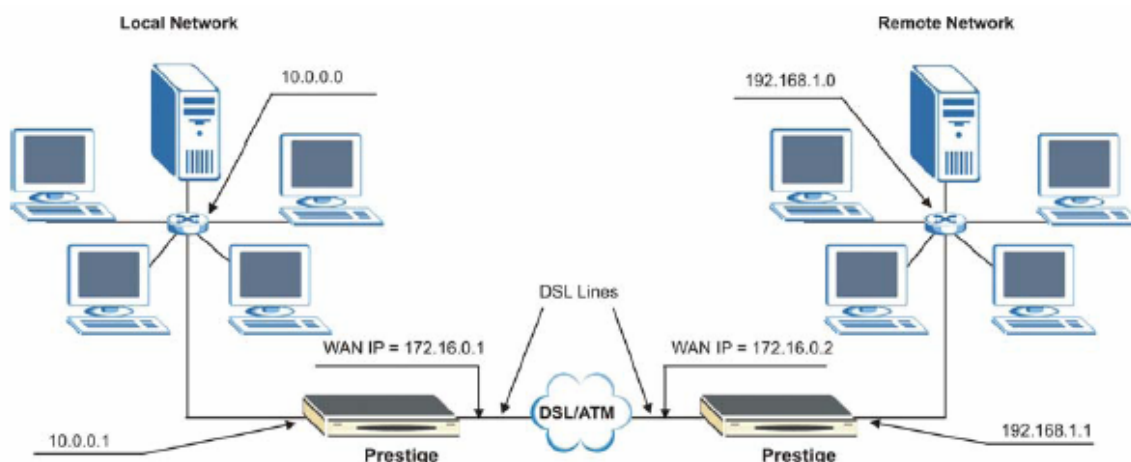 Local Network
Remote Network
10.0.0.0
192.168.1.0
DSL Lines
WAN IP = 172.16.0.1
WAN IP = 172.16.0.2
DSL/ATM
10.0.0.1
Prestige
Prestige
192.168.1.1